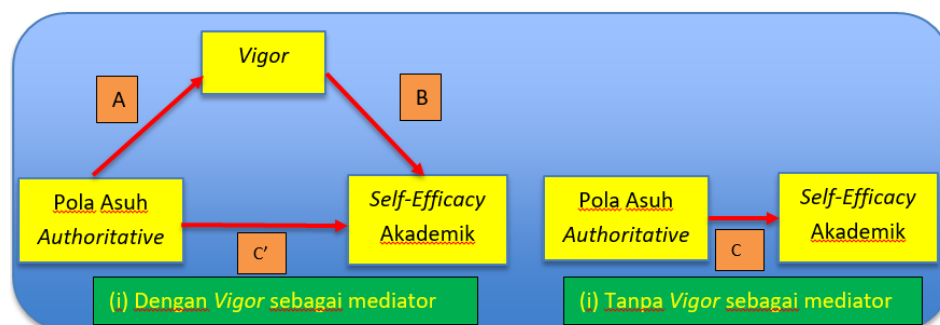 Vigor
A
B
Pola Asuh
Authoritative
Self-Efficacy
Akademik
C’
(i) Dengan Vigor sebagai mediator
Pola Asuh
Authoritative
Self-Efficacy
Akademik
C
(i) Tanpa Vigor sebagai mediator